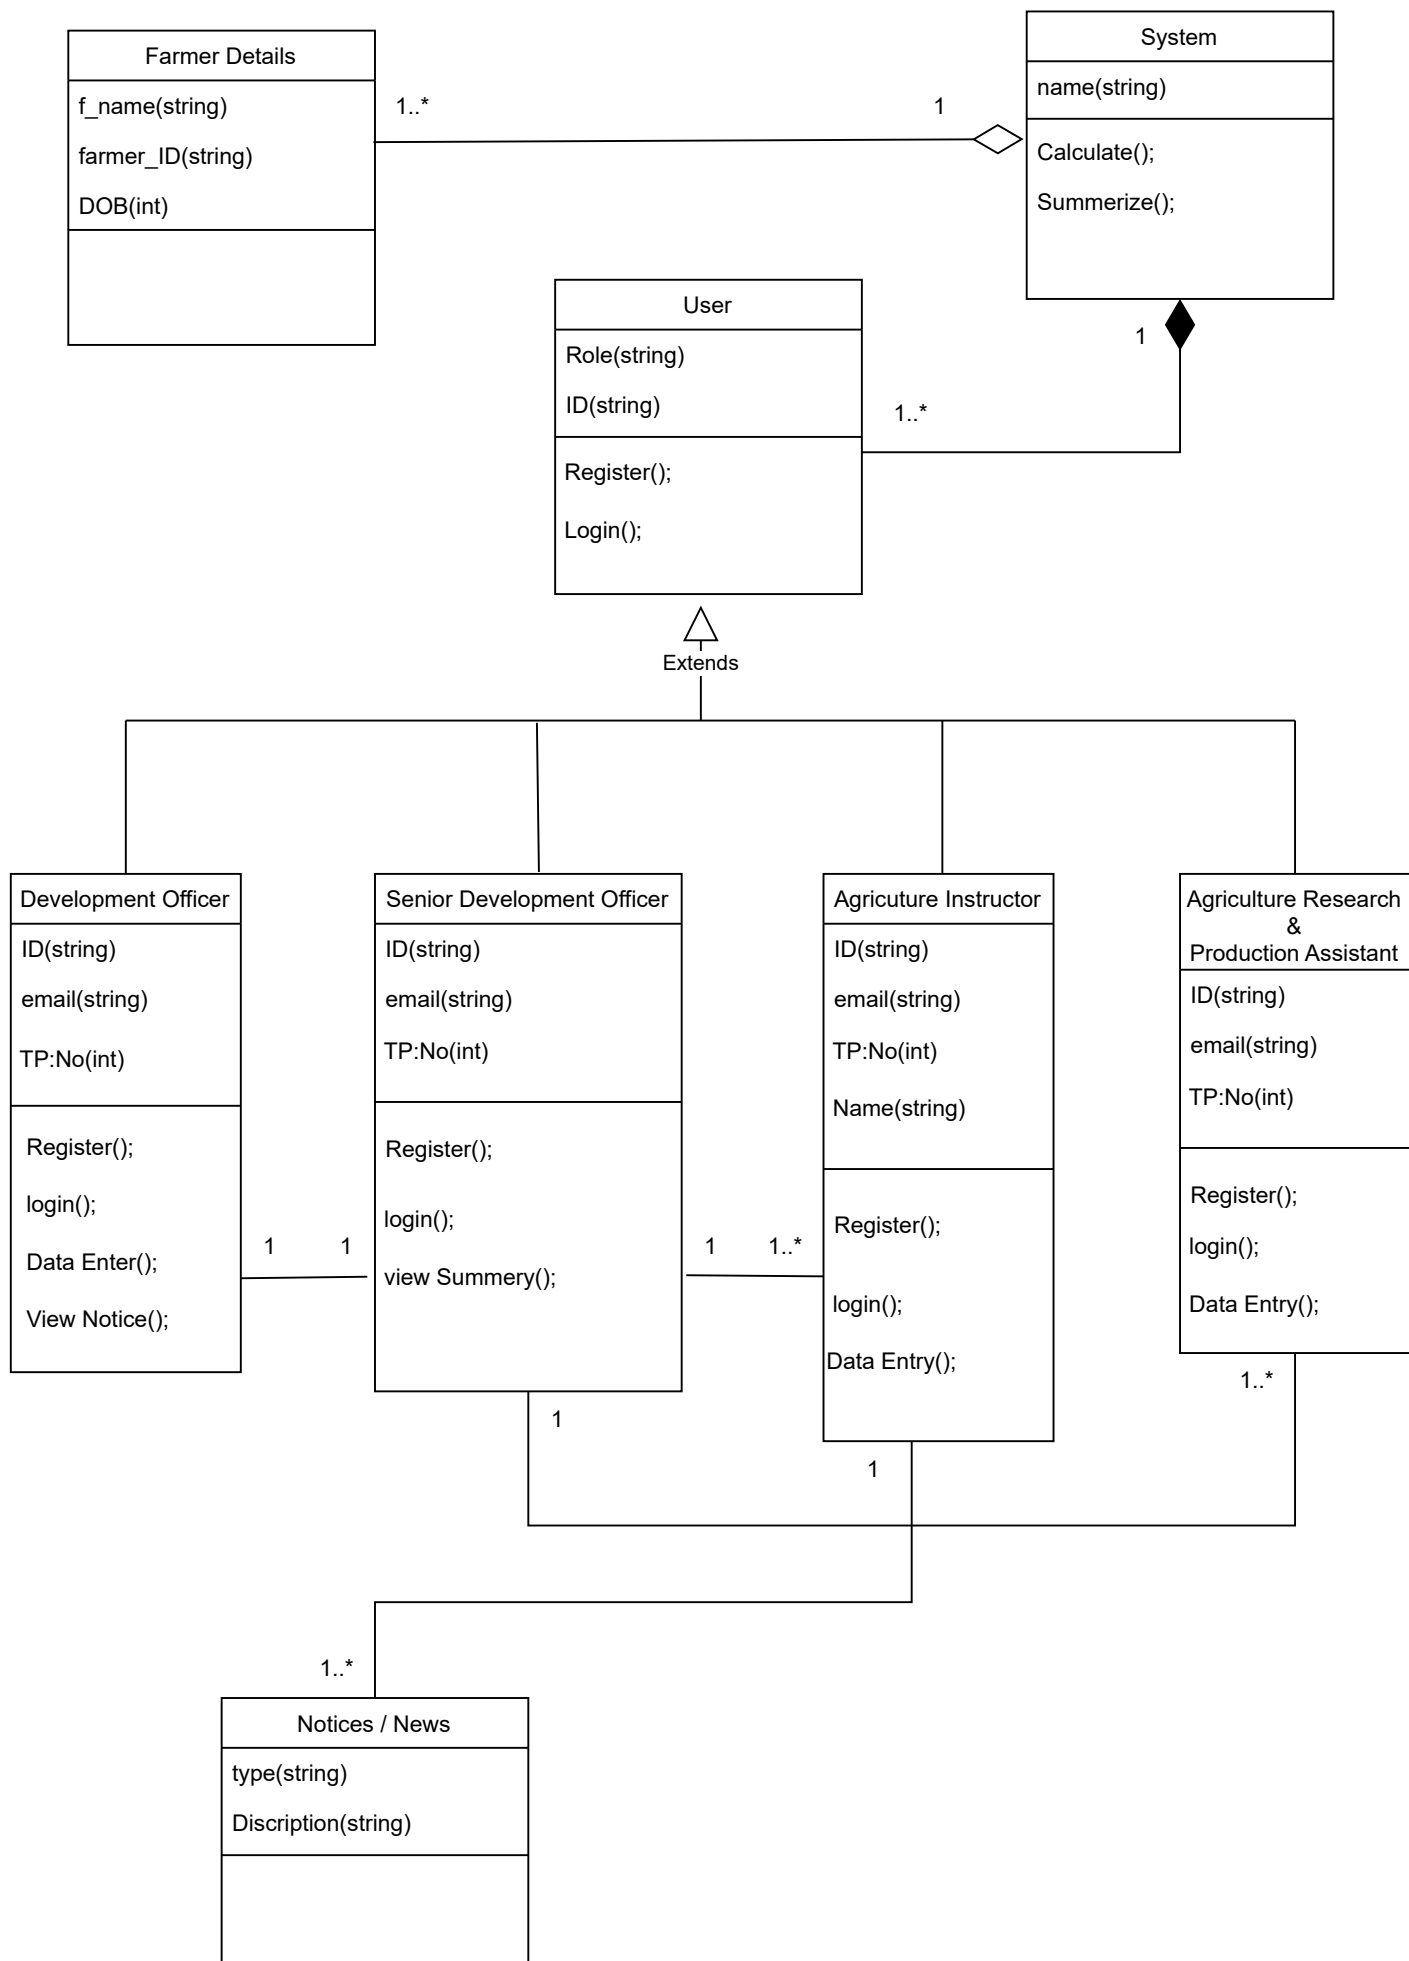 Farmer Details
f_name(string)
farmer_ID(string)
DOB(int)
1..*
1
System
name(string)
Calculate();
Summerize();
1
1..*
User
Role(string)
ID(string)
Register();
Login();
Extends
Development Officer
ID(string)
email(string)
TP:No(int)
Register();
login();
Data Enter();
View Notice();
1
1
Senior Development Officer
ID(string)
email(string)
TP:No(int)
Register();
login();
view Summery();
1
1..*
Agricuture Instructor
ID(string)
email(string)
TP:No(int)
Name(string)
Register();
login();
Data Entry();
Agriculture Research
&
Production Assistant
ID(string)
email(string)
TP:No(int)
Register();
login();
Data Entry();
1..*
1
1
1..*
Notices / News
type(string)
Discription(string)